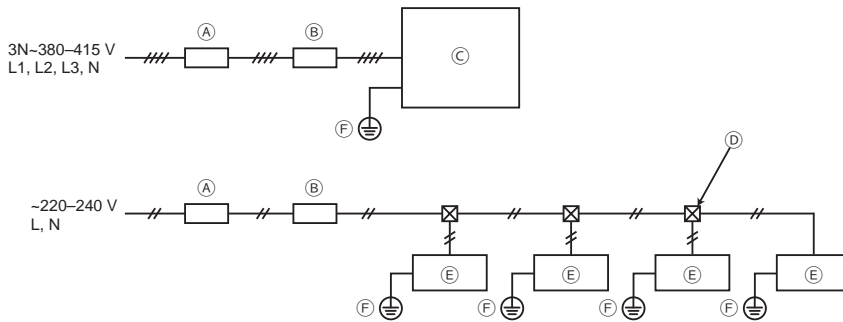 Ⓐ Ⓑ
3N~380–415 V
L1, L2, L3, N
Ⓒ
Ⓕ
Ⓓ
Ⓐ Ⓑ
~220–240 V
L, N
Ⓔ Ⓔ Ⓔ Ⓔ
Ⓕ Ⓕ Ⓕ Ⓕ